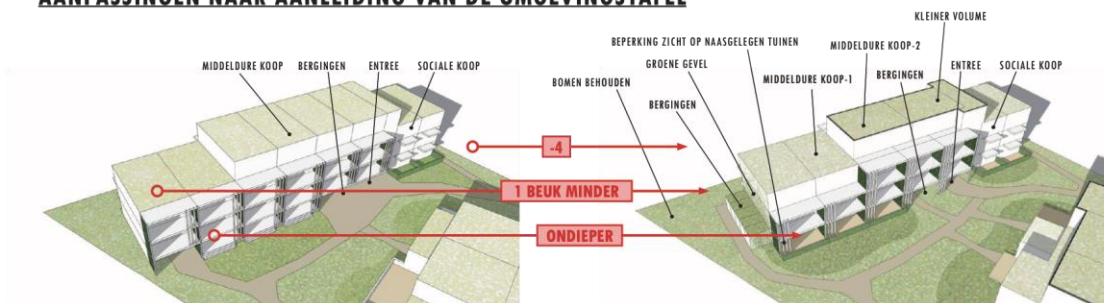 AANPASSINGEN NAAR AANLEIDING VAN DE OMGEVINGSTAFEL
MIDDELDURE KOOP
BERGINGEN
ENTREE
SOCIALE KOOP
KLEINER VOLUME
BEPERKING ZICHT OP NAASGELEGEN TUINEN
MIDDELDURE KOOP-2
GROENE GEVEL
ENTREE
SOCIALE KOOP
BOMEN BEHOUDEN
MIDDELDURE KOOP-1
BERGINGEN
BERGINGEN
-4
1 BEUK MINDER
ONDIEPER